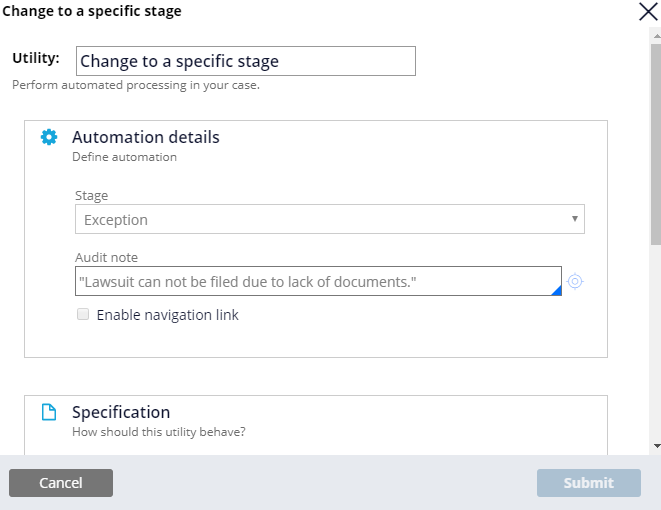 Change to a specific stage
Utility: Change to a specific stage
Perform automated processing in your case.
Automation details
Define automation
Stage
Exception
Audit note
"Lawsuit can not be filed due to lack of documents."
Enable navigation link
Specification
How should this utility behave?
Cancel Submit